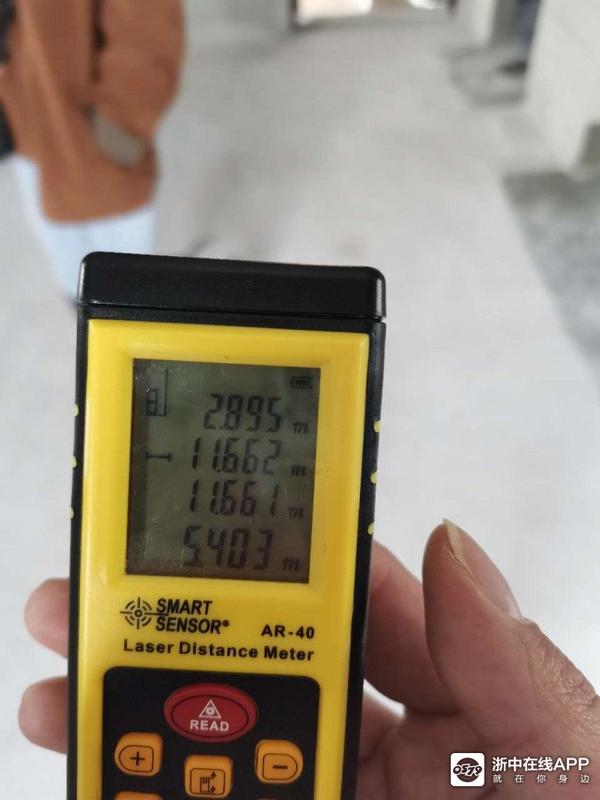 2.895 m
11.662 m
11.661 m
5.403 m
SMART
SENSOR®
AR-40
Laser Distance Meter
READ
+
−
浙中在线APP
就在你身边